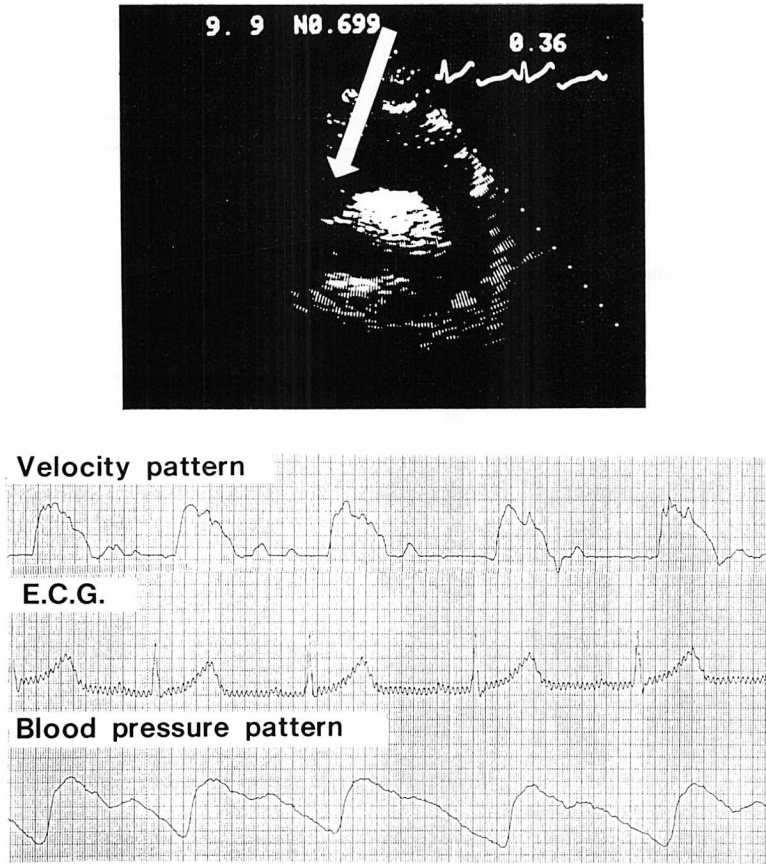 9. 9 N0.699
0.36
Velocity pattern
E.C.G.
Blood pressure pattern